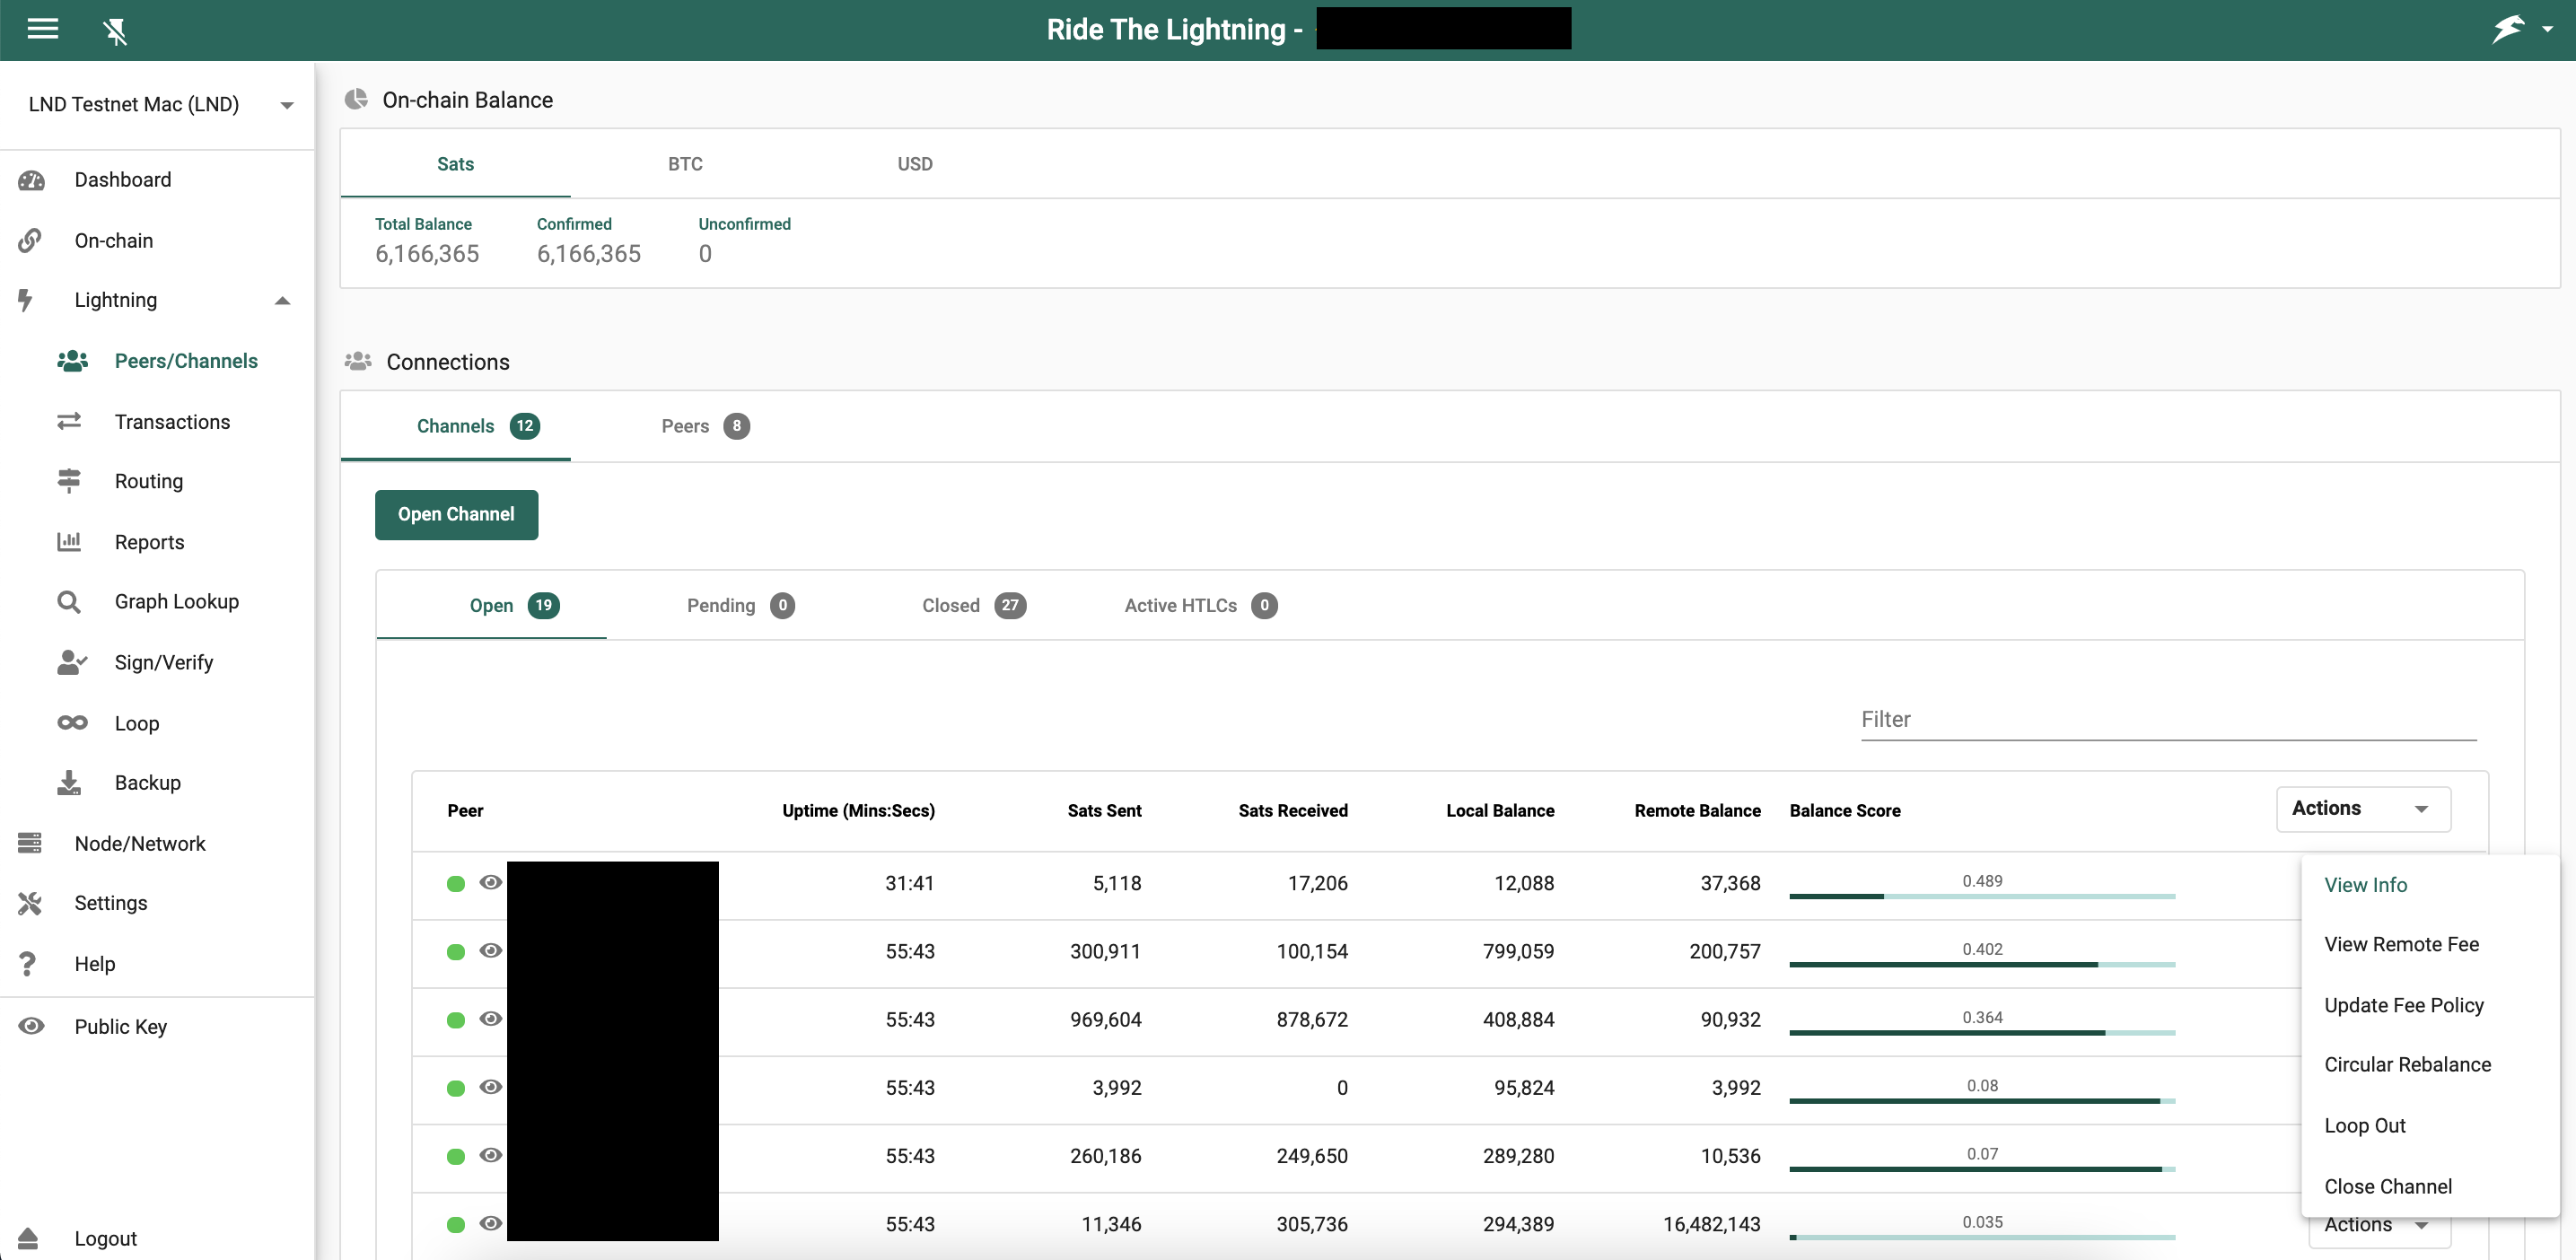 Ride The Lightning -
LND Testnet Mac (LND)
Dashboard
On-chain
Lightning
Peers/Channels
Transactions
Routing
Reports
Graph Lookup
Sign/Verify
Loop
Backup
Node/Network
Settings
Help
Public Key
Logout
On-chain Balance
Sats BTC USD
Total Balance Confirmed Unconfirmed
6,166,365 6,166,365 0
Connections
Channels 12 Peers 8
Open Channel
Open 19 Pending 0 Closed 27 Active HTLCs 0
Filter
Peer Uptime (Mins:Secs) Sats Sent Sats Received Local Balance Remote Balance Balance Score Actions
31:41 5,118 17,206 12,088 37,368 0.489
55:43 300,911 100,154 799,059 200,757 0.402
55:43 969,604 878,672 408,884 90,932 0.364
55:43 3,992 0 95,824 3,992 0.08
55:43 260,186 249,650 289,280 10,536 0.07
55:43 11,346 305,736 294,389 16,482,143 0.035 Actions
View Info
View Remote Fee
Update Fee Policy
Circular Rebalance
Loop Out
Close Channel